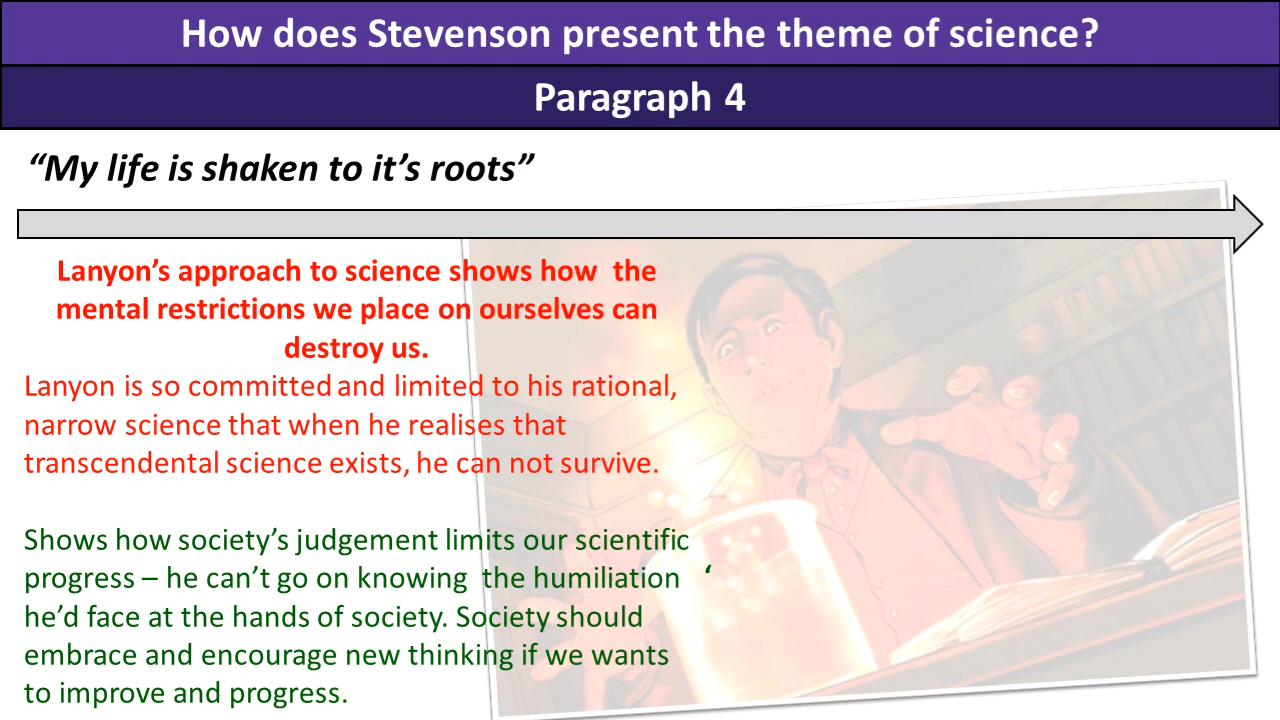 How does Stevenson present the theme of science?
Paragraph 4
“My life is shaken to it’s roots”
Lanyon’s approach to science shows how  the
mental restrictions we place on ourselves can
destroy us.
Lanyon is so committed and limited to his rational,
narrow science that when he realises that
transcendental science exists, he can not survive.
Shows how society’s judgement limits our scientific
progress – he can’t go on knowing  the humiliation ‘
he’d face at the hands of society. Society should
embrace and encourage new thinking if we wants
to improve and progress.